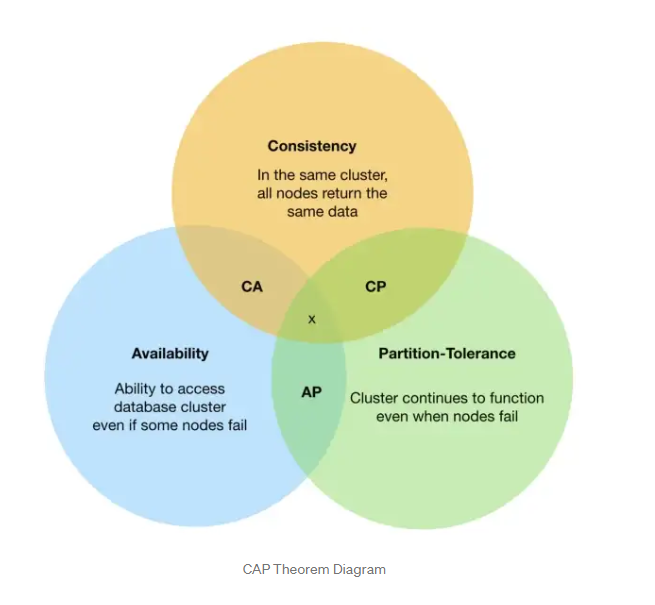 Consistency
In the same cluster,
all nodes return the
same data
CA
CP
x
Availability
Ability to access
database cluster
even if some nodes fail
AP
Partition-Tolerance
Cluster continues to function
even when nodes fail
CAP Theorem Diagram